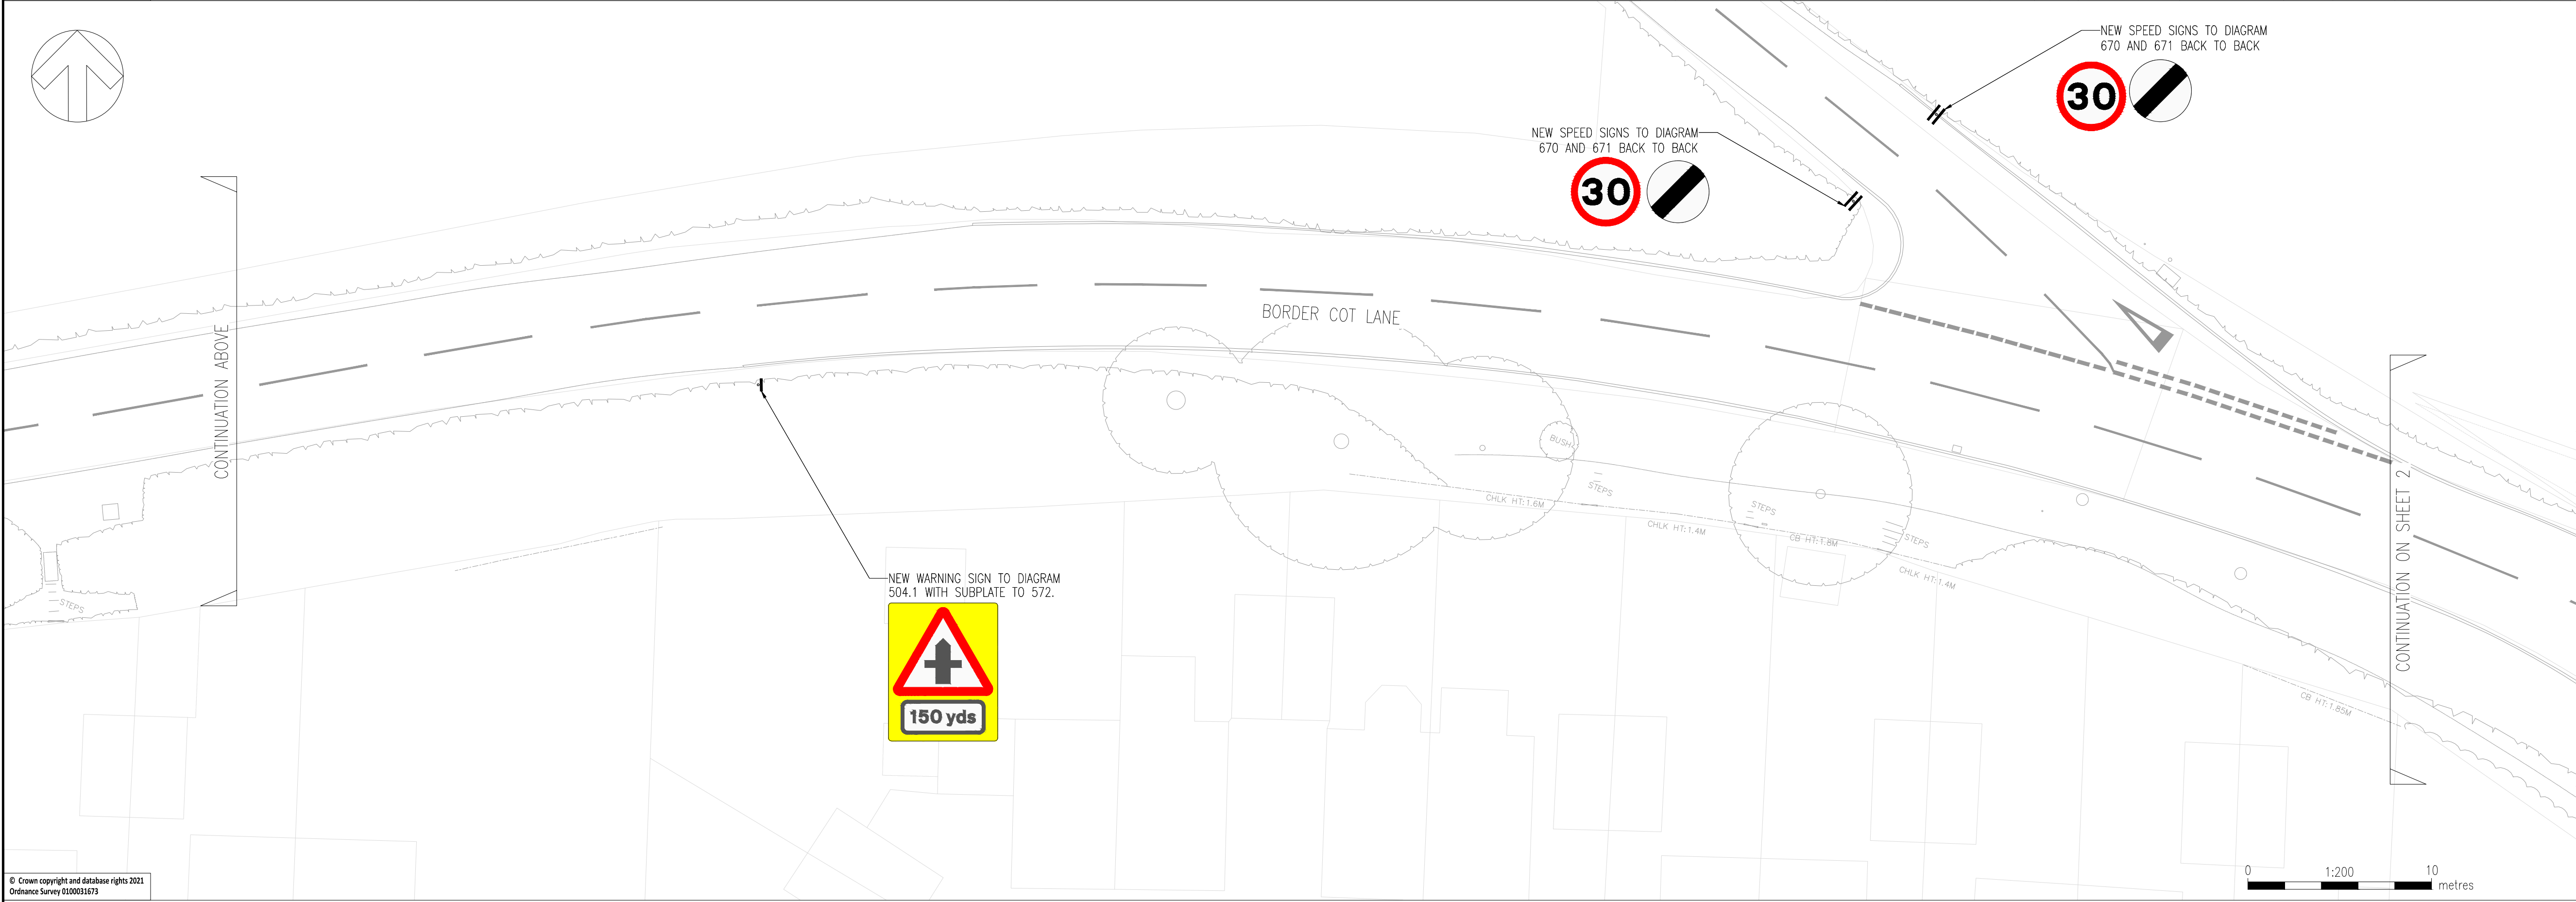 NEW SPEED SIGNS TO DIAGRAM
670 AND 671 BACK TO BACK
30
NEW SPEED SIGNS TO DIAGRAM
670 AND 671 BACK TO BACK
30
BORDER COT LANE
CONTINUATION ABOVE
CONTINUATION ON SHEET 2
BUSH
STEPS
CHLK HT:1.6M
STEPS
CHLK HT:1.4M
CB HT:1.8M
STEPS
CHLK HT:1.4M
STEPS
CB HT:1.85M
NEW WARNING SIGN TO DIAGRAM
504.1 WITH SUBPLATE TO 572.
150 yds
© Crown copyright and database rights 2021
Ordnance Survey 0100031673
0 1:200 10
metres